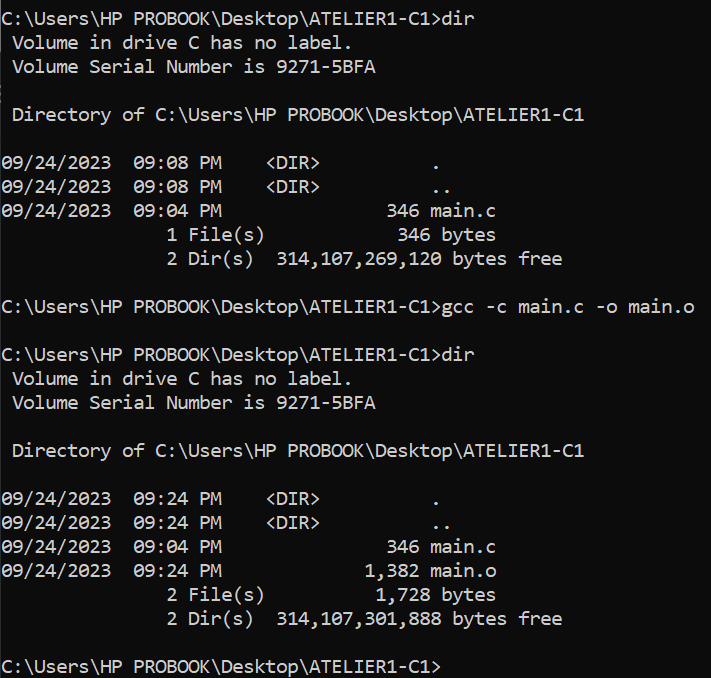 C:\Users\HP PROBOOK\Desktop\ATELIER1-C1>dir
 Volume in drive C has no label.
 Volume Serial Number is 9271-5BFA

 Directory of C:\Users\HP PROBOOK\Desktop\ATELIER1-C1

09/24/2023  09:08 PM    <DIR>          .
09/24/2023  09:08 PM    <DIR>          ..
09/24/2023  09:04 PM               346 main.c
               1 File(s)            346 bytes
               2 Dir(s)  314,107,269,120 bytes free

C:\Users\HP PROBOOK\Desktop\ATELIER1-C1>gcc -c main.c -o main.o

C:\Users\HP PROBOOK\Desktop\ATELIER1-C1>dir
 Volume in drive C has no label.
 Volume Serial Number is 9271-5BFA

 Directory of C:\Users\HP PROBOOK\Desktop\ATELIER1-C1

09/24/2023  09:24 PM    <DIR>          .
09/24/2023  09:24 PM    <DIR>          ..
09/24/2023  09:04 PM               346 main.c
09/24/2023  09:24 PM             1,382 main.o
               2 File(s)          1,728 bytes
               2 Dir(s)  314,107,301,888 bytes free

C:\Users\HP PROBOOK\Desktop\ATELIER1-C1>